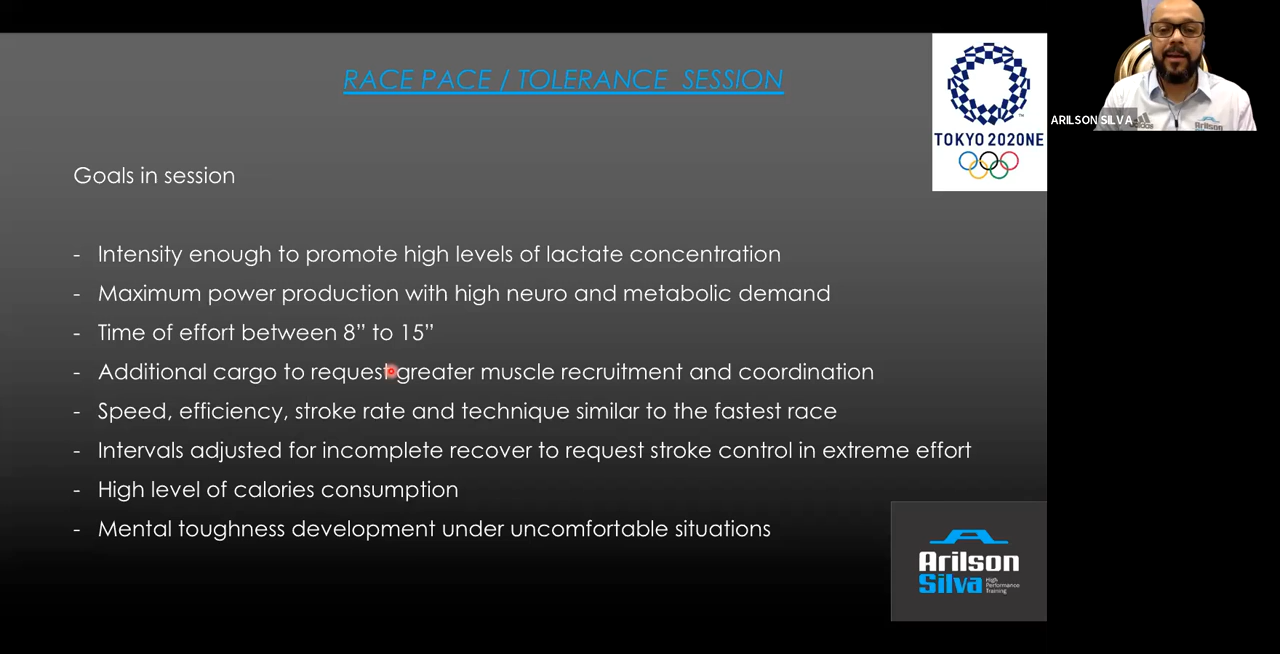 RACE PACE / TOLERANCE SESSION
TOKYO 2020NE
ARILSON SILVA
Goals in session
- Intensity enough to promote high levels of lactate concentration
- Maximum power production with high neuro and metabolic demand
- Time of effort between 8” to 15”
- Additional cargo to request greater muscle recruitment and coordination
- Speed, efficiency, stroke rate and technique similar to the fastest race
- Intervals adjusted for incomplete recover to request stroke control in extreme effort
- High level of calories consumption
- Mental toughness development under uncomfortable situations
Arilson
Silva
High
Performance
Training